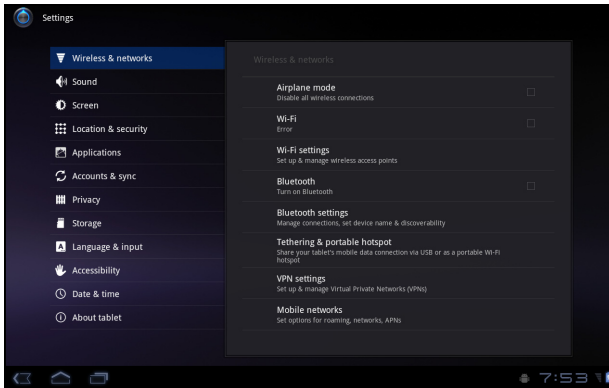 Settings
Wireless & networks
Sound
Screen
Location & security
Applications
Accounts & sync
Privacy
Storage
Language & input
Accessibility
Date & time
About tablet
Wireless & networks
Airplane mode
Disable all wireless connections
Wi-Fi
Error
Wi-Fi settings
Set up & manage wireless access points
Bluetooth
Turn on Bluetooth
Bluetooth settings
Manage connections, set device name & discoverability
Tethering & portable hotspot
Share your tablet's mobile data connection via USB or as a portable Wi-Fi
hotspot
VPN settings
Set up & manage Virtual Private Networks (VPNs)
Mobile networks
Set options for roaming, networks, APNs
7:53